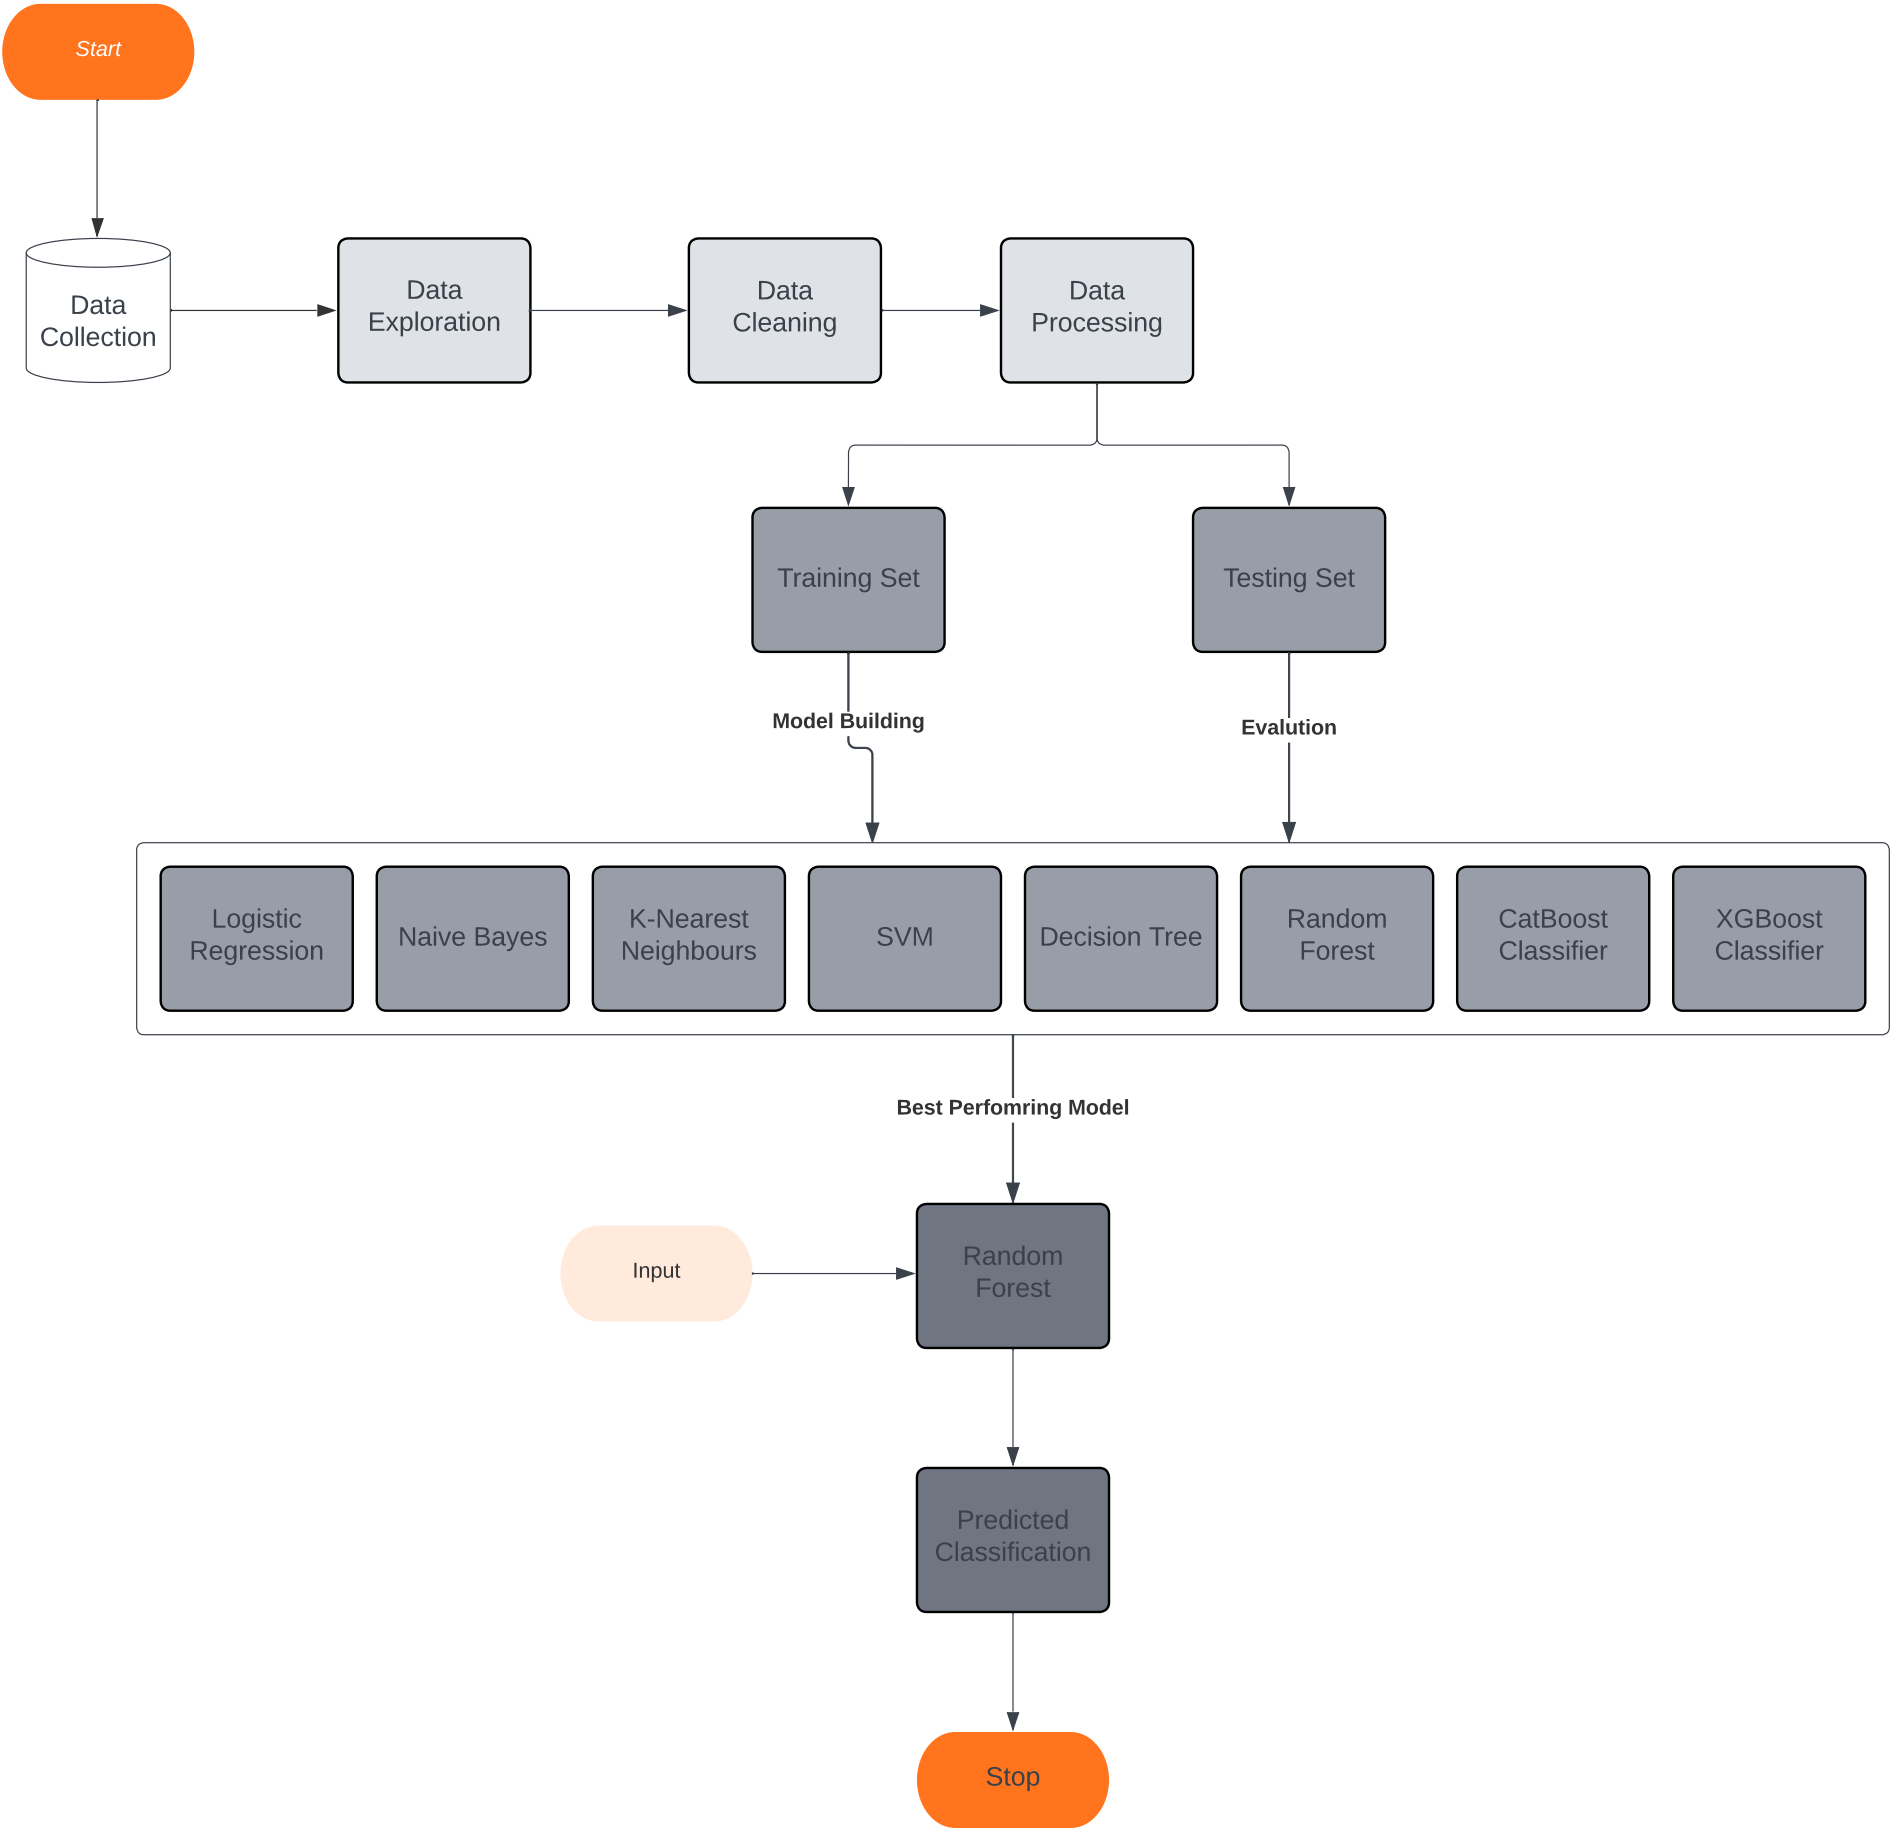 Start
Data
Collection
Data
Exploration
Data
Cleaning
Data
Processing
Training Set
Testing Set
Model Building
Evalution
Logistic
Regression
Naive Bayes
K-Nearest
Neighbours
SVM
Decision Tree
Random
Forest
CatBoost
Classifier
XGBoost
Classifier
Best Perfomring Model
Input
Random
Forest
Predicted
Classification
Stop